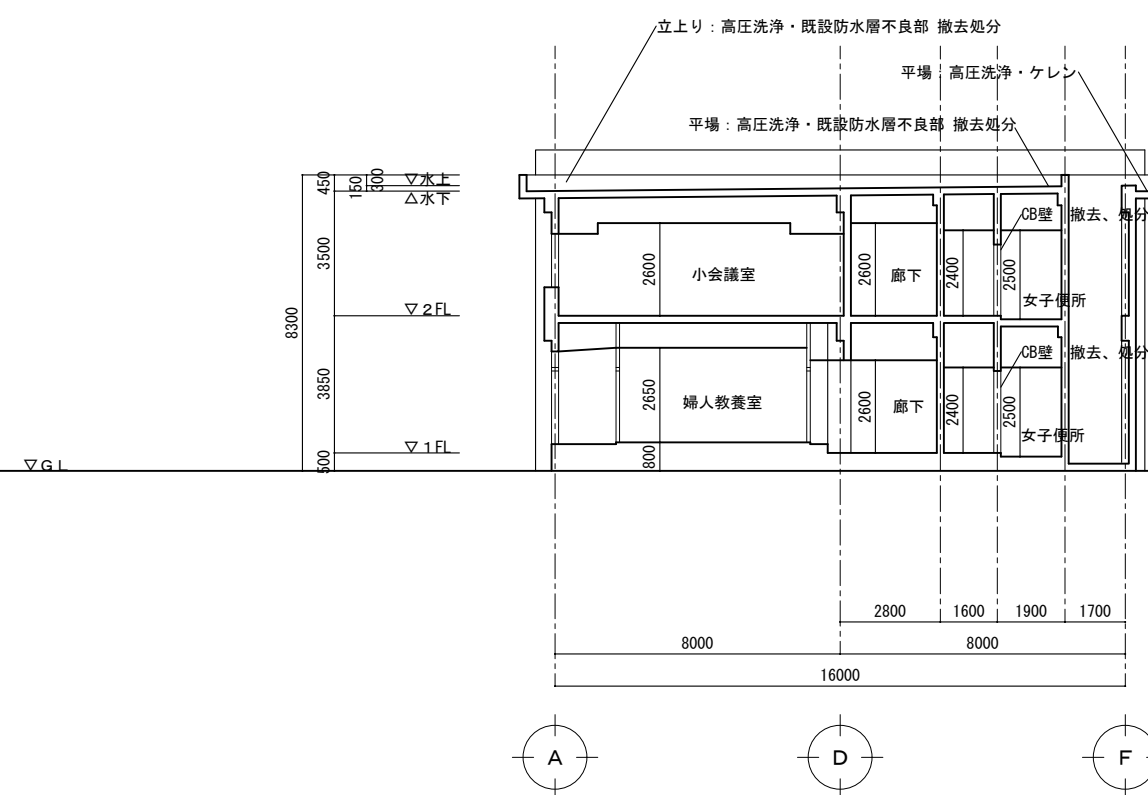 立上り：高圧洗浄・既設防水層不良部 撤去処分
平場：高圧洗浄・ケレン
平場：高圧洗浄・既設防水層不良部 撤去処分
450
150
300
▽水上
△水下
CB壁 撤去、処分
3500
2600
小会議室
2600
廊下
2400
2500
女子便所
8300
▽２FL
CB壁 撤去、処分
3850
2650
婦人教養室
2600
廊下
2400
2500
女子便所
▽１FL
▽ＧＬ
500
800
2800
1600
1900
1700
8000
8000
16000
A
D
F